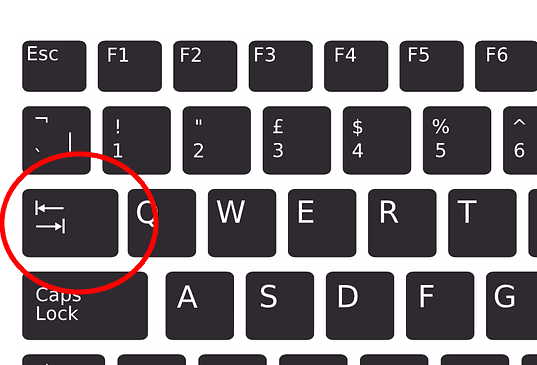 Esc F1 F2 F3 F4 F5 F6
¬ ! " £ $ % ^
` | 1 2 3 4 5 6
Q W E R T
Caps A S D F G
Lock